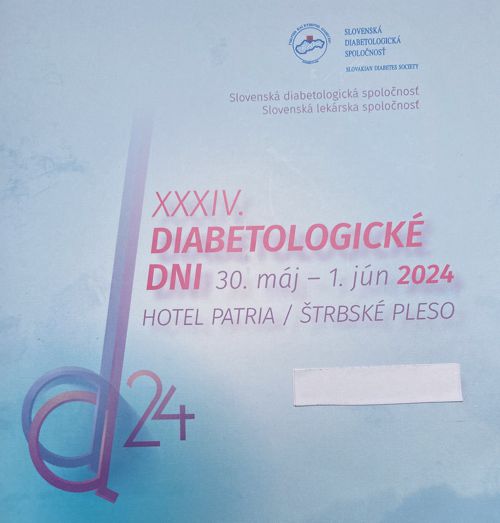 SLOVENSKÁ
DIABETOLOGICKÁ
SPOLOČNOSŤ
SLOVAKIAN DIABETES SOCIETY
Slovenská diabetologická spoločnosť
Slovenská lekárska spoločnosť
XXXIV.
DIABETOLOGICKÉ
DNI 30. máj – 1. jún 2024
HOTEL PATRIA / ŠTRBSKÉ PLESO
d24